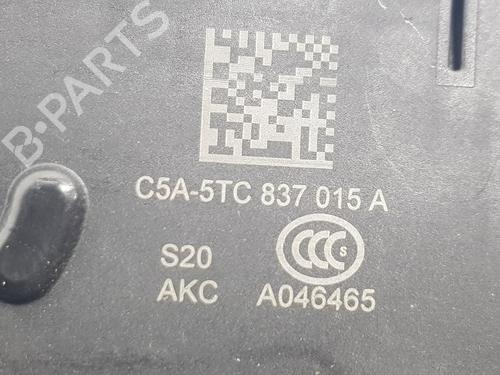 B-PARTS
C5A-5TC 837 015 A
S20
CCC S
AKC A046465